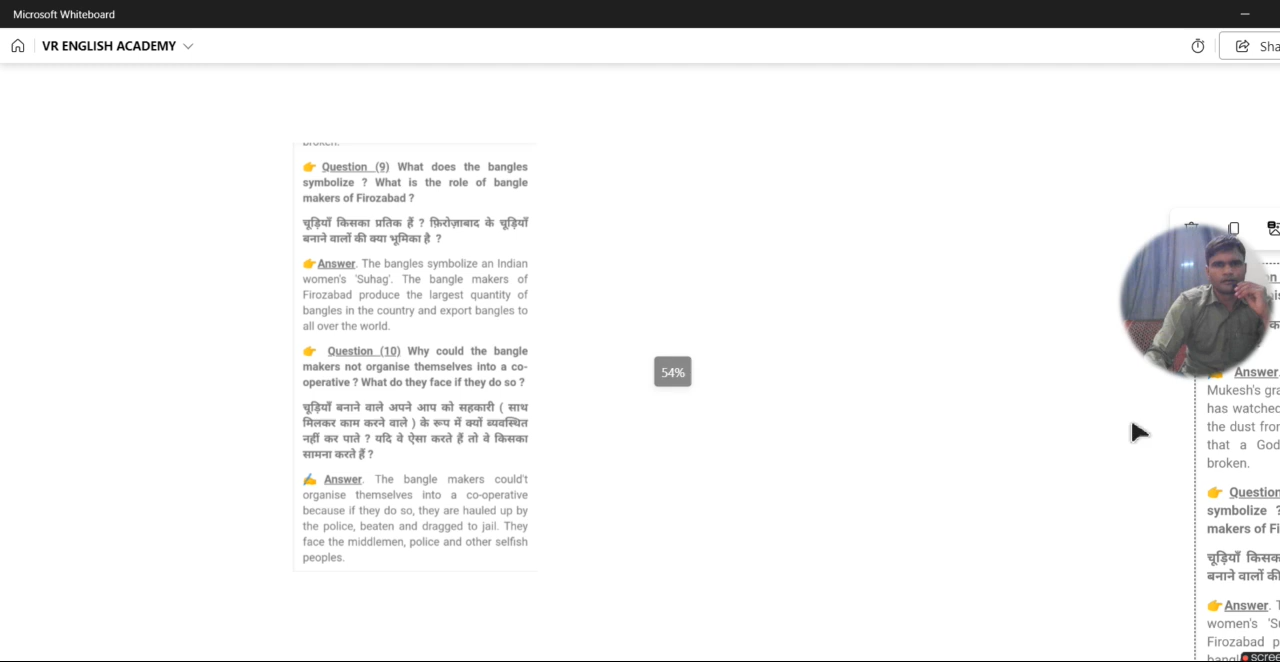 Microsoft Whiteboard
VR ENGLISH ACADEMY
Sha
👉 Question (9) What does the bangles
symbolize ? What is the role of bangle
makers of Firozabad ?
चूड़ियाँ किसका प्रतिक हैं ? फ़िरोज़ाबाद के चूड़ियाँ
बनाने वालों की क्या भूमिका है ?
👉Answer. The bangles symbolize an Indian
women's 'Suhag'. The bangle makers of
Firozabad produce the largest quantity of
bangles in the country and export bangles to
all over the world.
👉 Question (10) Why could the bangle
makers not organise themselves into a co-
operative ? What do they face if they do so ?
चूड़ियाँ बनाने वाले अपने आप को सहकारी ( साथ
मिलकर काम करने वाले ) के रूप में क्यों व्यवस्थित
नहीं कर पाते ? यदि वे ऐसा करते हैं तो वे किसका
सामना करते हैं ?
✍️ Answer. The bangle makers could't
organise themselves into a co-operative
because if they do so, they are hauled up by
the police, beaten and dragged to jail. They
face the middlemen, police and other selfish
peoples.
54%
Answer.
Mukesh's gra
has watched
the dust from
that a God
broken.
👉 Question
symbolize ?
makers of Fi
चूड़ियाँ किसक
बनाने वालों की
👉Answer. T
women's 'Su
Firozabad p